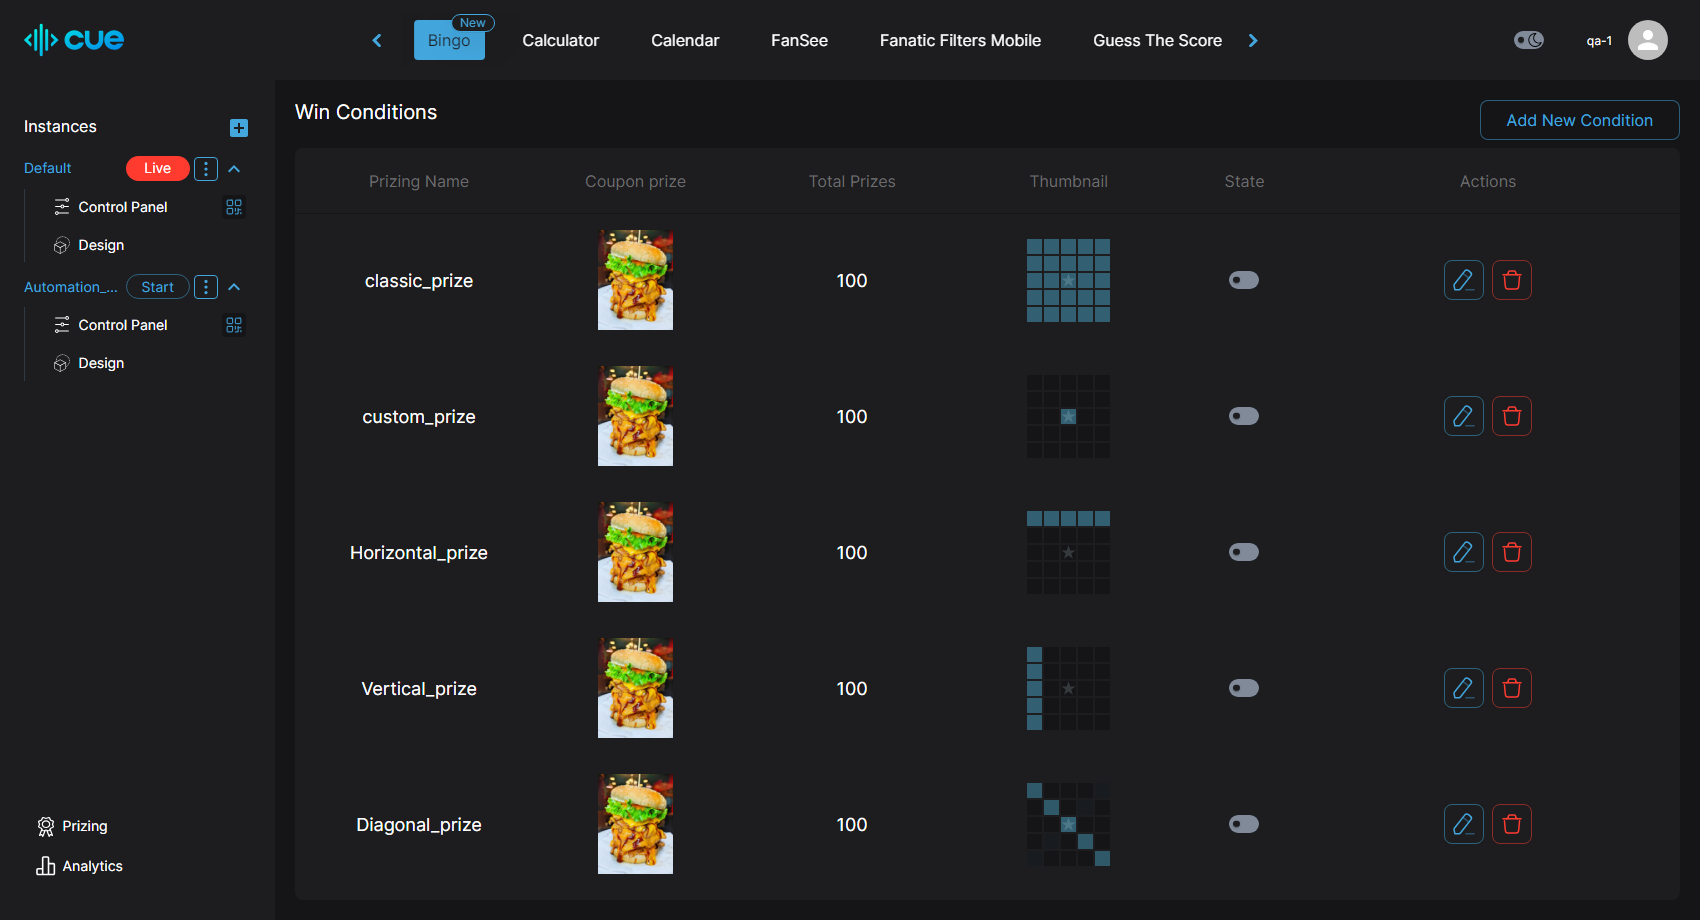 cue
New
Bingo
Calculator
Calendar
FanSee
Fanatic Filters Mobile
Guess The Score
qa-1
Instances
Default
Live
Control Panel
Design
Automation_...
Start
Control Panel
Design
Prizing
Analytics
Win Conditions
Add New Condition
Prizing Name Coupon prize Total Prizes Thumbnail State Actions
classic_prize 100
custom_prize 100
Horizontal_prize 100
Vertical_prize 100
Diagonal_prize 100